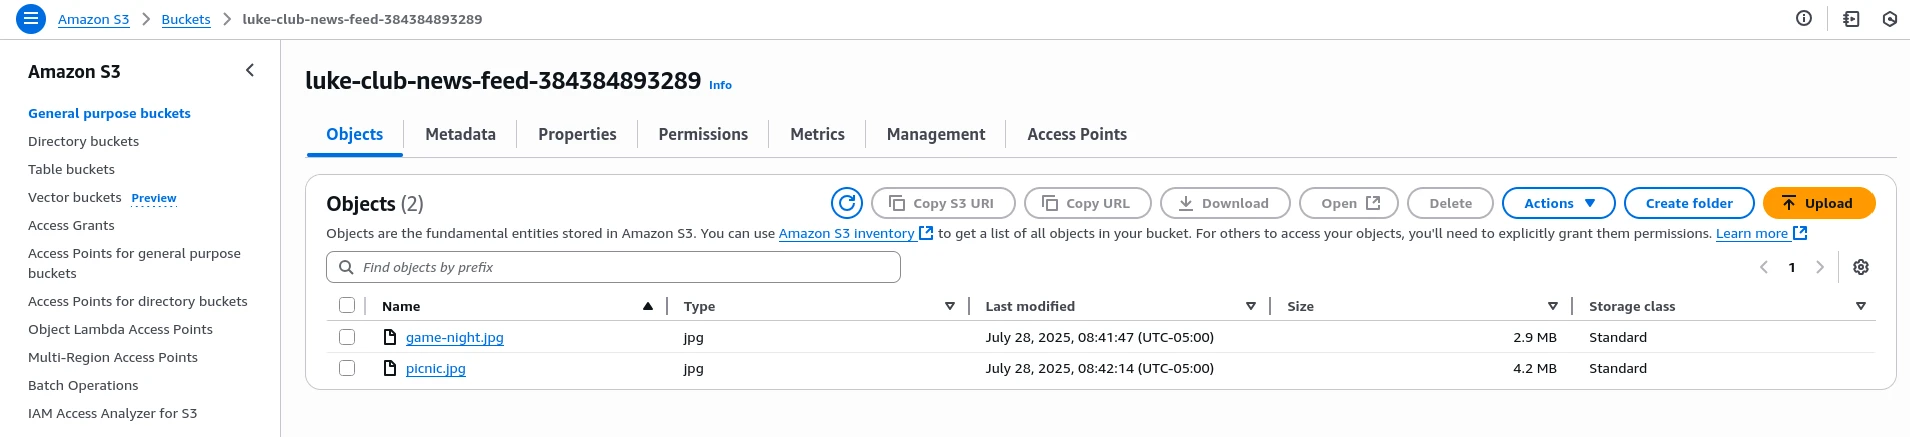 Amazon S3 > Buckets > luke-club-news-feed-384384893289
Amazon S3
General purpose buckets
Directory buckets
Table buckets
Vector buckets Preview
Access Grants
Access Points for general purpose
buckets
Access Points for directory buckets
Object Lambda Access Points
Multi-Region Access Points
Batch Operations
IAM Access Analyzer for S3
luke-club-news-feed-384384893289 Info
Objects Metadata Properties Permissions Metrics Management Access Points
Objects (2) Copy S3 URI Copy URL Download Open Delete Actions Create folder Upload
Objects are the fundamental entities stored in Amazon S3. You can use Amazon S3 inventory to get a list of all objects in your bucket. For others to access your objects, you'll need to explicitly grant them permissions. Learn more
Find objects by prefix 1
Name Type Last modified Size Storage class
game-night.jpg jpg July 28, 2025, 08:41:47 (UTC-05:00) 2.9 MB Standard
picnic.jpg jpg July 28, 2025, 08:42:14 (UTC-05:00) 4.2 MB Standard